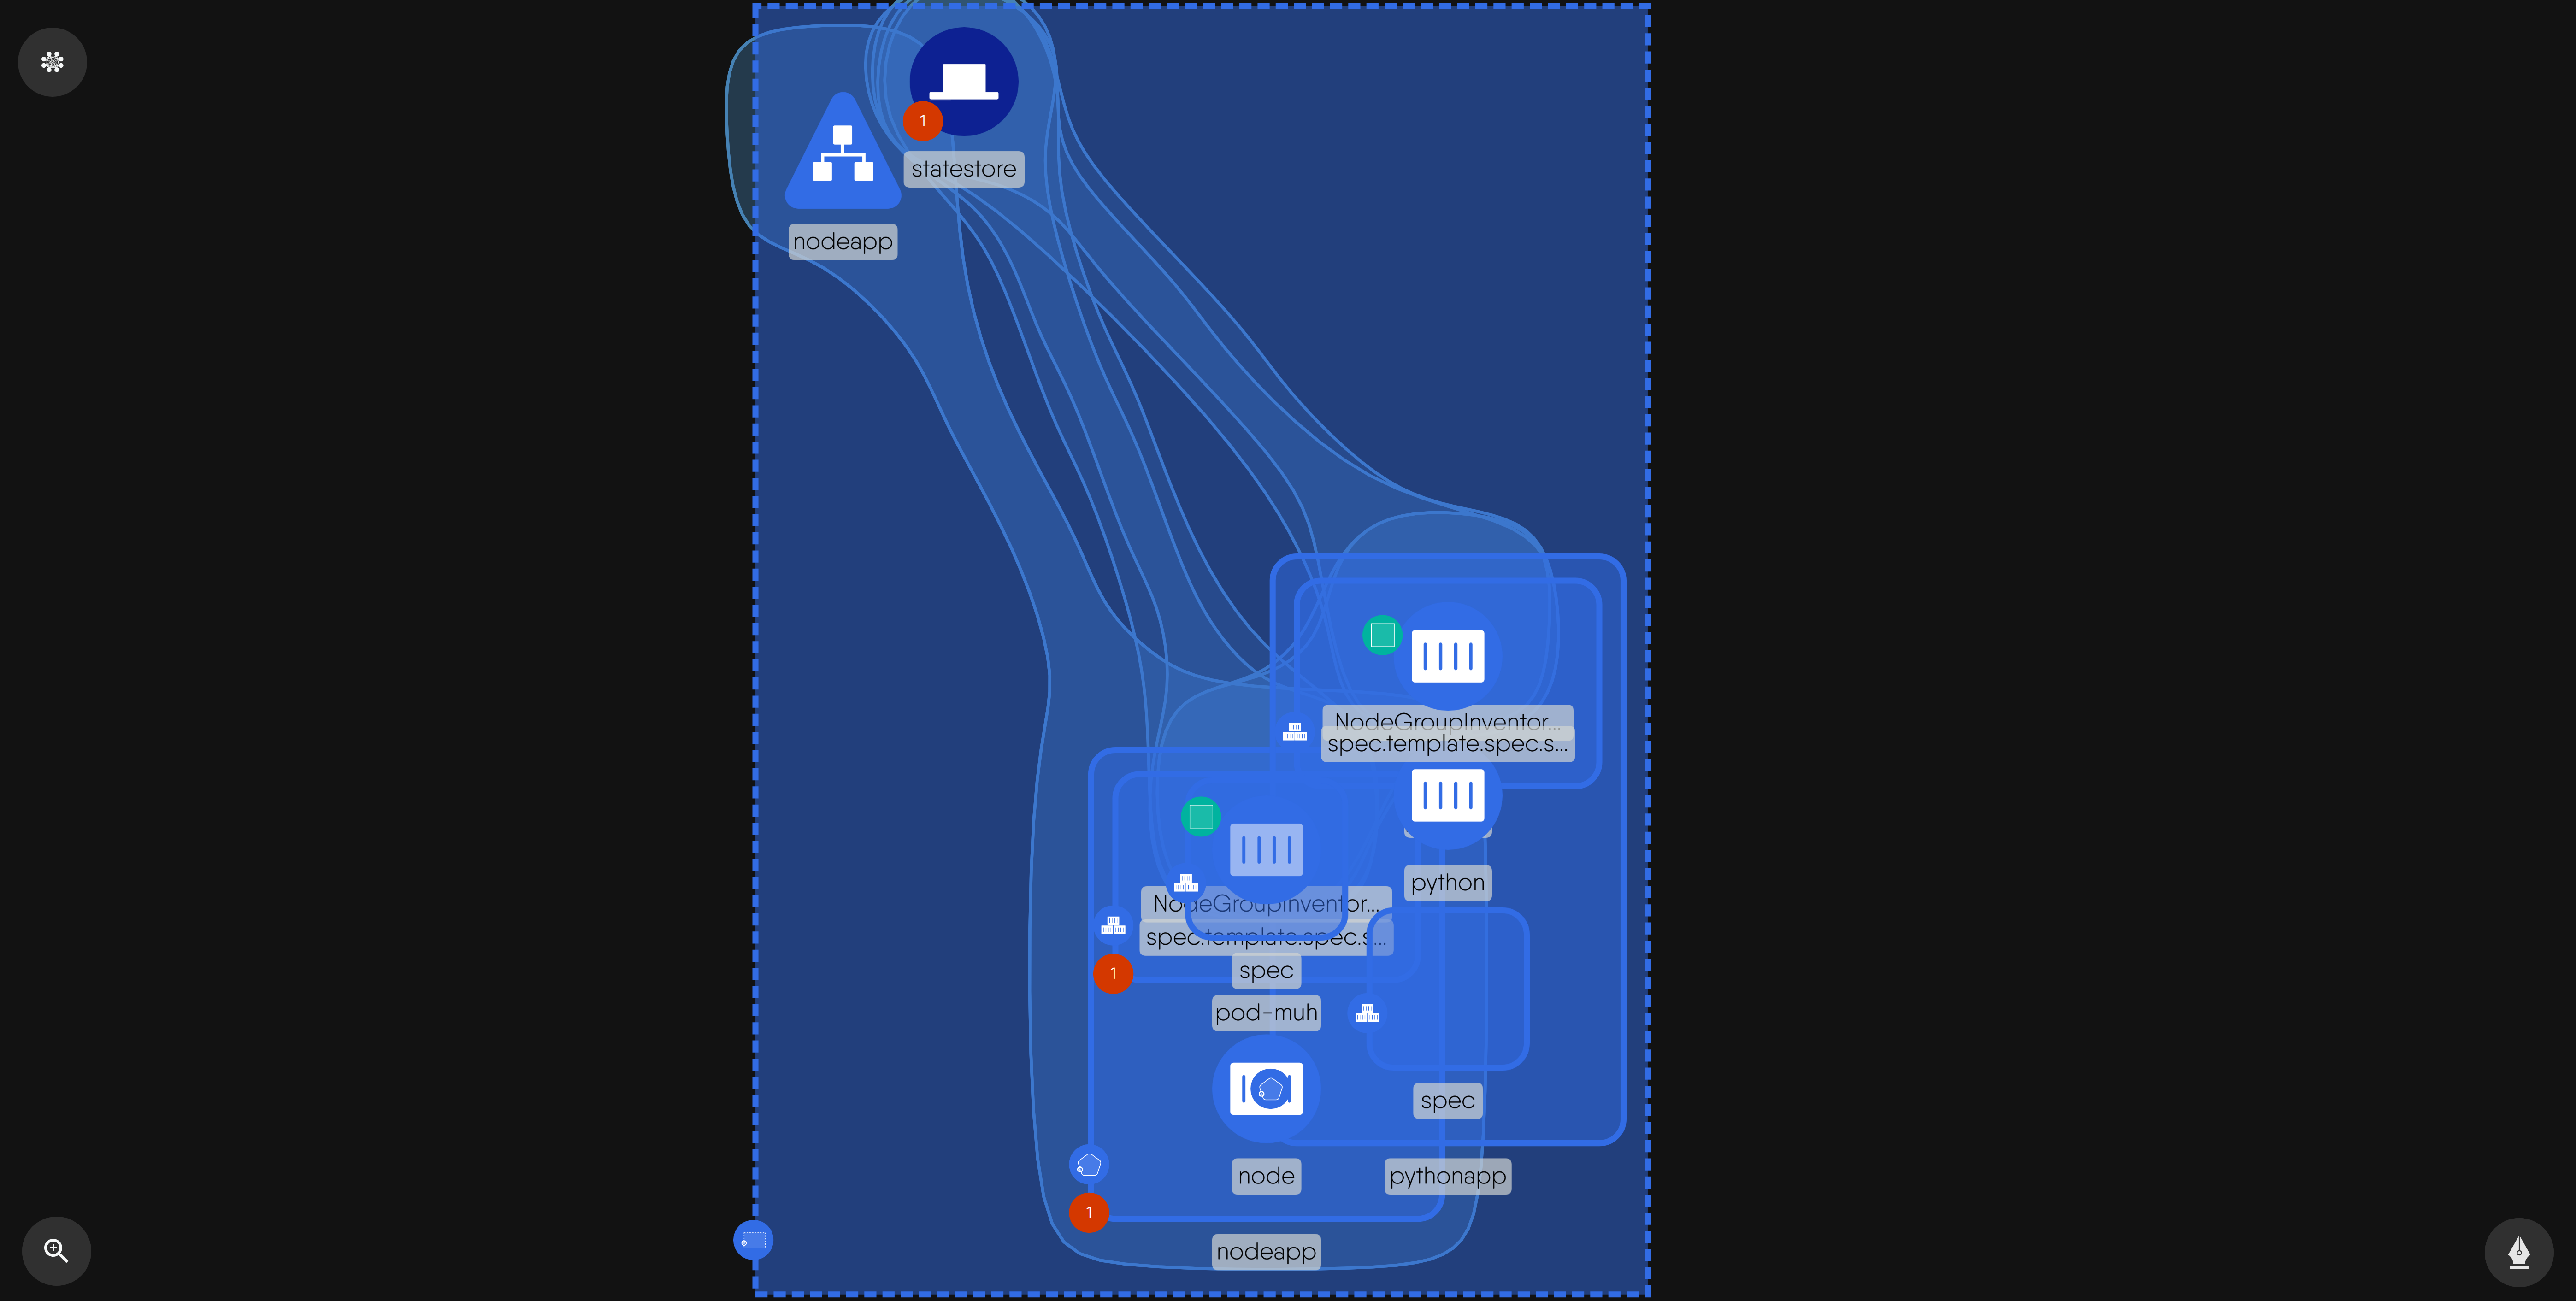 1
statestore
nodeapp
NodeGroupInventor...
spec.template.spec.s...
python
NodeGroupInventor...
spec.template.spec.s...
spec
1
pod-muh
spec
node
pythonapp
1
nodeapp